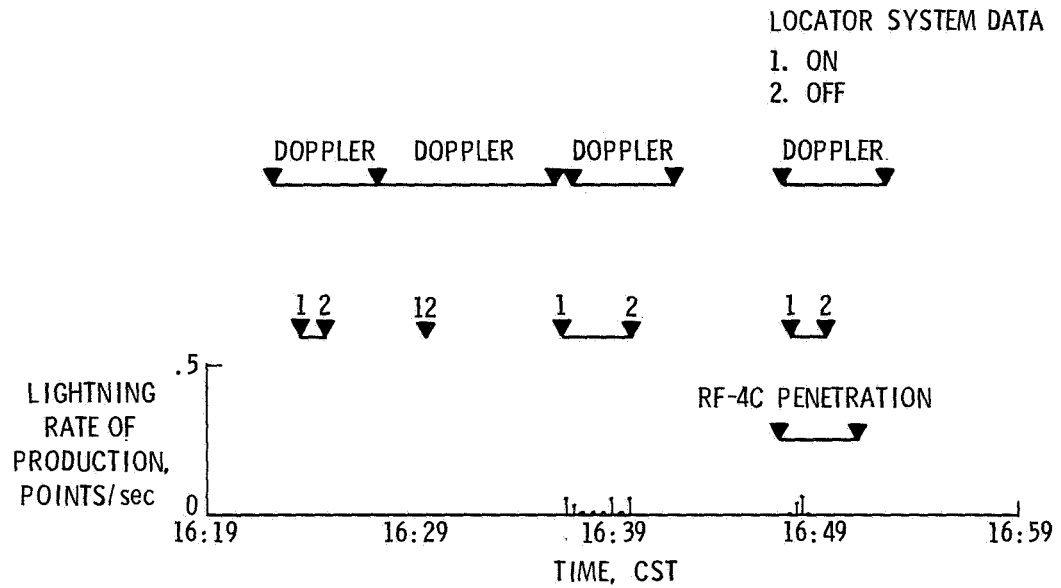 LOCATOR SYSTEM DATA
1. ON
2. OFF
DOPPLER DOPPLER DOPPLER DOPPLER
1 2 12 1 2 1 2
.5
LIGHTNING
RATE OF
PRODUCTION,
POINTS/sec
RF-4C PENETRATION
0
16:19 16:29 16:39 16:49 16:59
TIME, CST